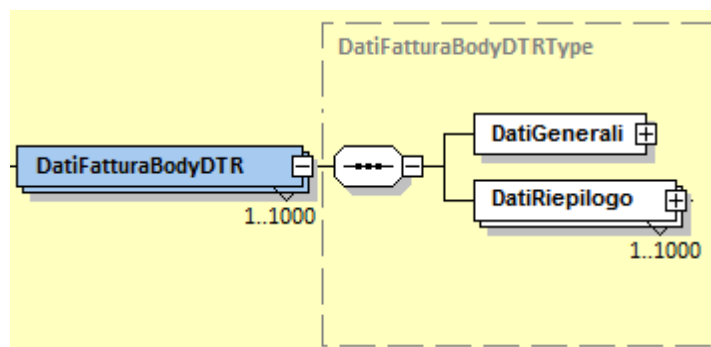 DatiFatturaBodyDTRType
DatiGenerali
DatiFatturaBodyDTR
1..1000
DatiRiepilogo
1..1000